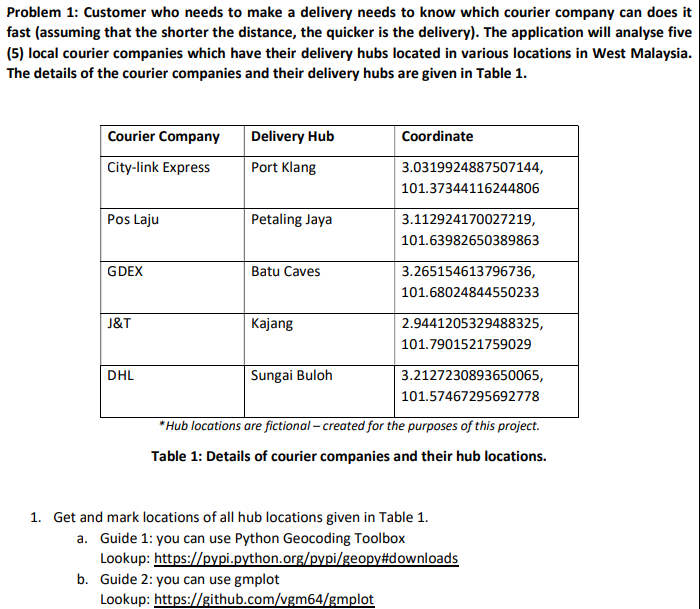 Problem 1: Customer who needs to make a delivery needs to know which courier company can does it
fast (assuming that the shorter the distance, the quicker is the delivery). The application will analyse five
(5) local courier companies which have their delivery hubs located in various locations in West Malaysia.
The details of the courier companies and their delivery hubs are given in Table 1.
Courier Company Delivery Hub Coordinate
City-link Express Port Klang 3.0319924887507144,
101.37344116244806
Pos Laju Petaling Jaya 3.112924170027219,
101.63982650389863
GDEX Batu Caves 3.265154613796736,
101.68024844550233
J&T Kajang 2.9441205329488325,
101.7901521759029
DHL Sungai Buloh 3.2127230893650065,
101.57467295692778
*Hub locations are fictional – created for the purposes of this project.
Table 1: Details of courier companies and their hub locations.
1. Get and mark locations of all hub locations given in Table 1.
a. Guide 1: you can use Python Geocoding Toolbox
Lookup: https://pypi.python.org/pypi/geopy#downloads
b. Guide 2: you can use gmplot
Lookup: https://github.com/vgm64/gmplot